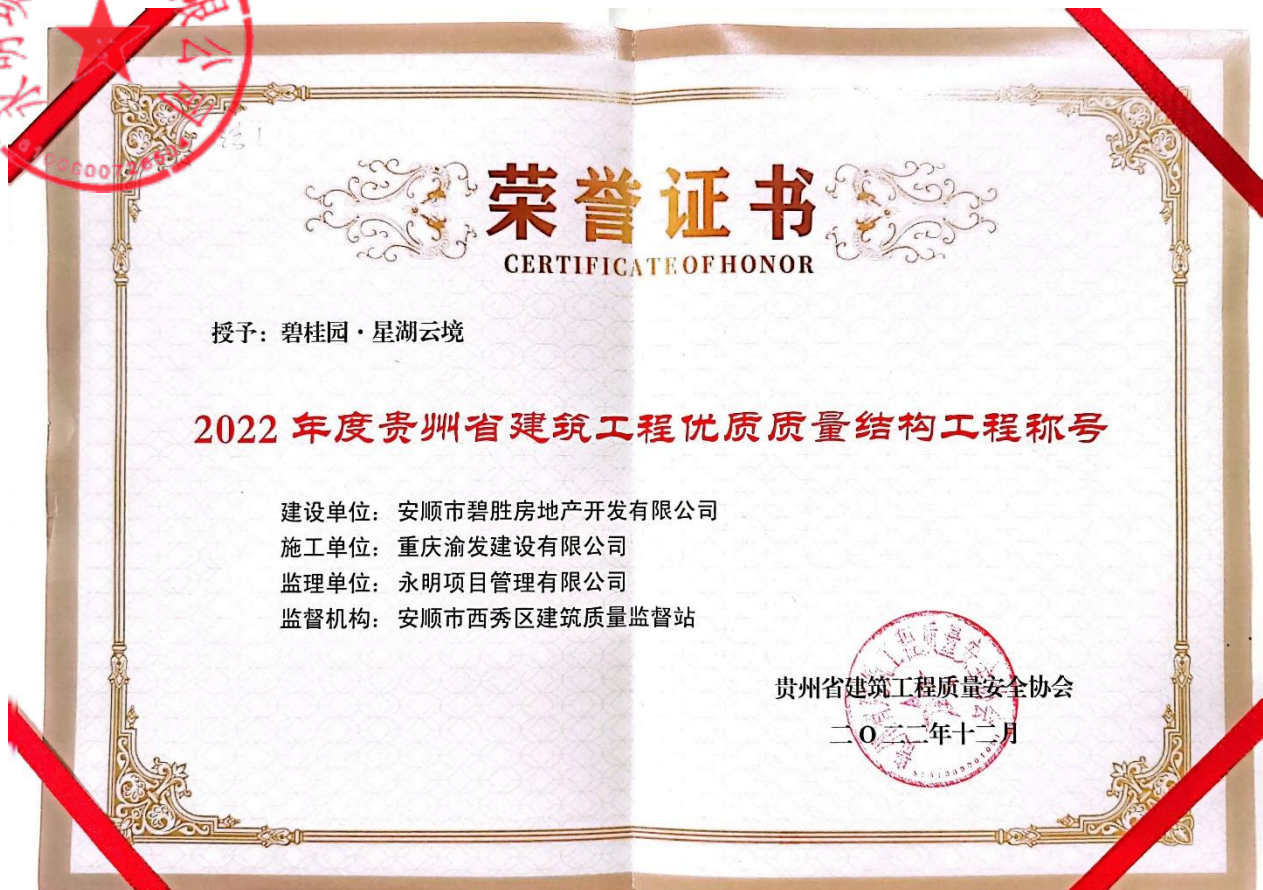 荣誉证书
CERTIFICATE OF HONOR
授予：碧桂园·星湖云境
2022 年度贵州省建筑工程优质质量结构工程称号
建设单位：安顺市碧胜房地产开发有限公司
施工单位：重庆渝发建设有限公司
监理单位：永明项目管理有限公司
监督机构：安顺市西秀区建筑质量监督站
贵州省建筑工程质量安全协会
二〇二二年十二月